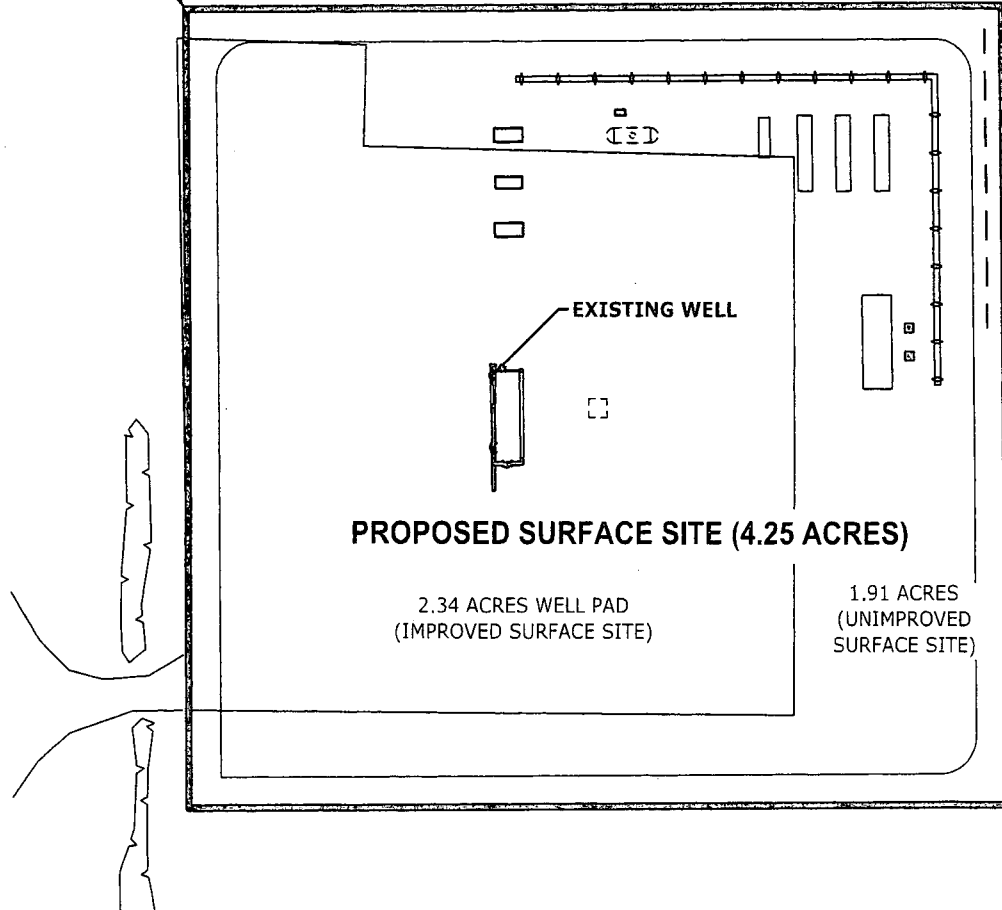 EXISTING WELL
PROPOSED SURFACE SITE (4.25 ACRES)
2.34 ACRES WELL PAD
(IMPROVED SURFACE SITE)
1.91 ACRES
(UNIMPROVED
SURFACE SITE)